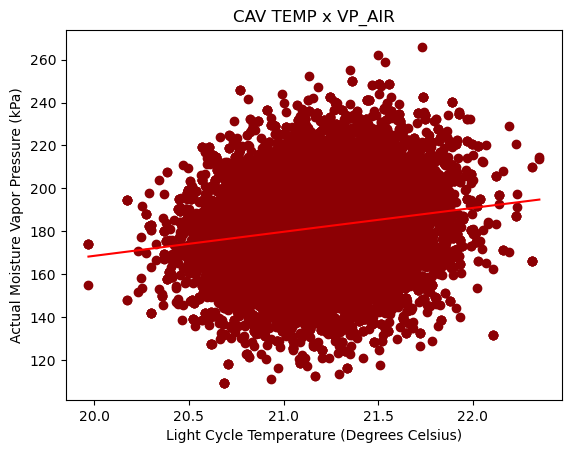 CAV TEMP x VP_AIR
Actual Moisture Vapor Pressure (kPa)
260
240
220
200
180
160
140
120
20.0 20.5 21.0 21.5 22.0
Light Cycle Temperature (Degrees Celsius)